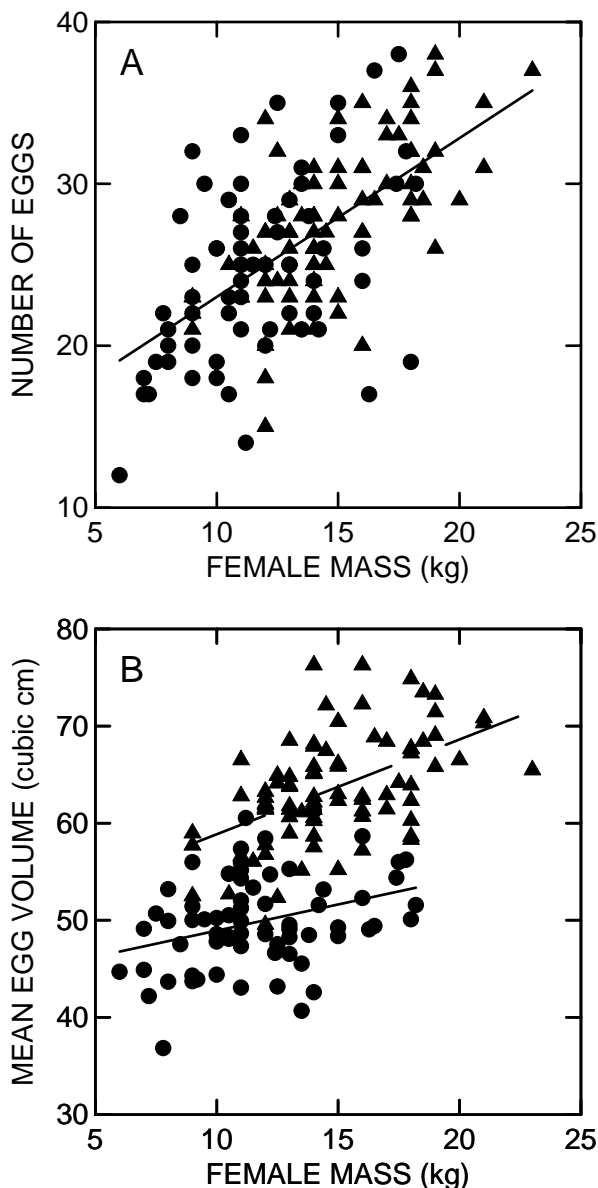 40
A
30
NUMBER OF EGGS
20
10
5 10 15 20 25
FEMALE MASS (kg)
80
B
70
60
MEAN EGG VOLUME (cubic cm)
50
40
30
5 10 15 20 25
FEMALE MASS (kg)